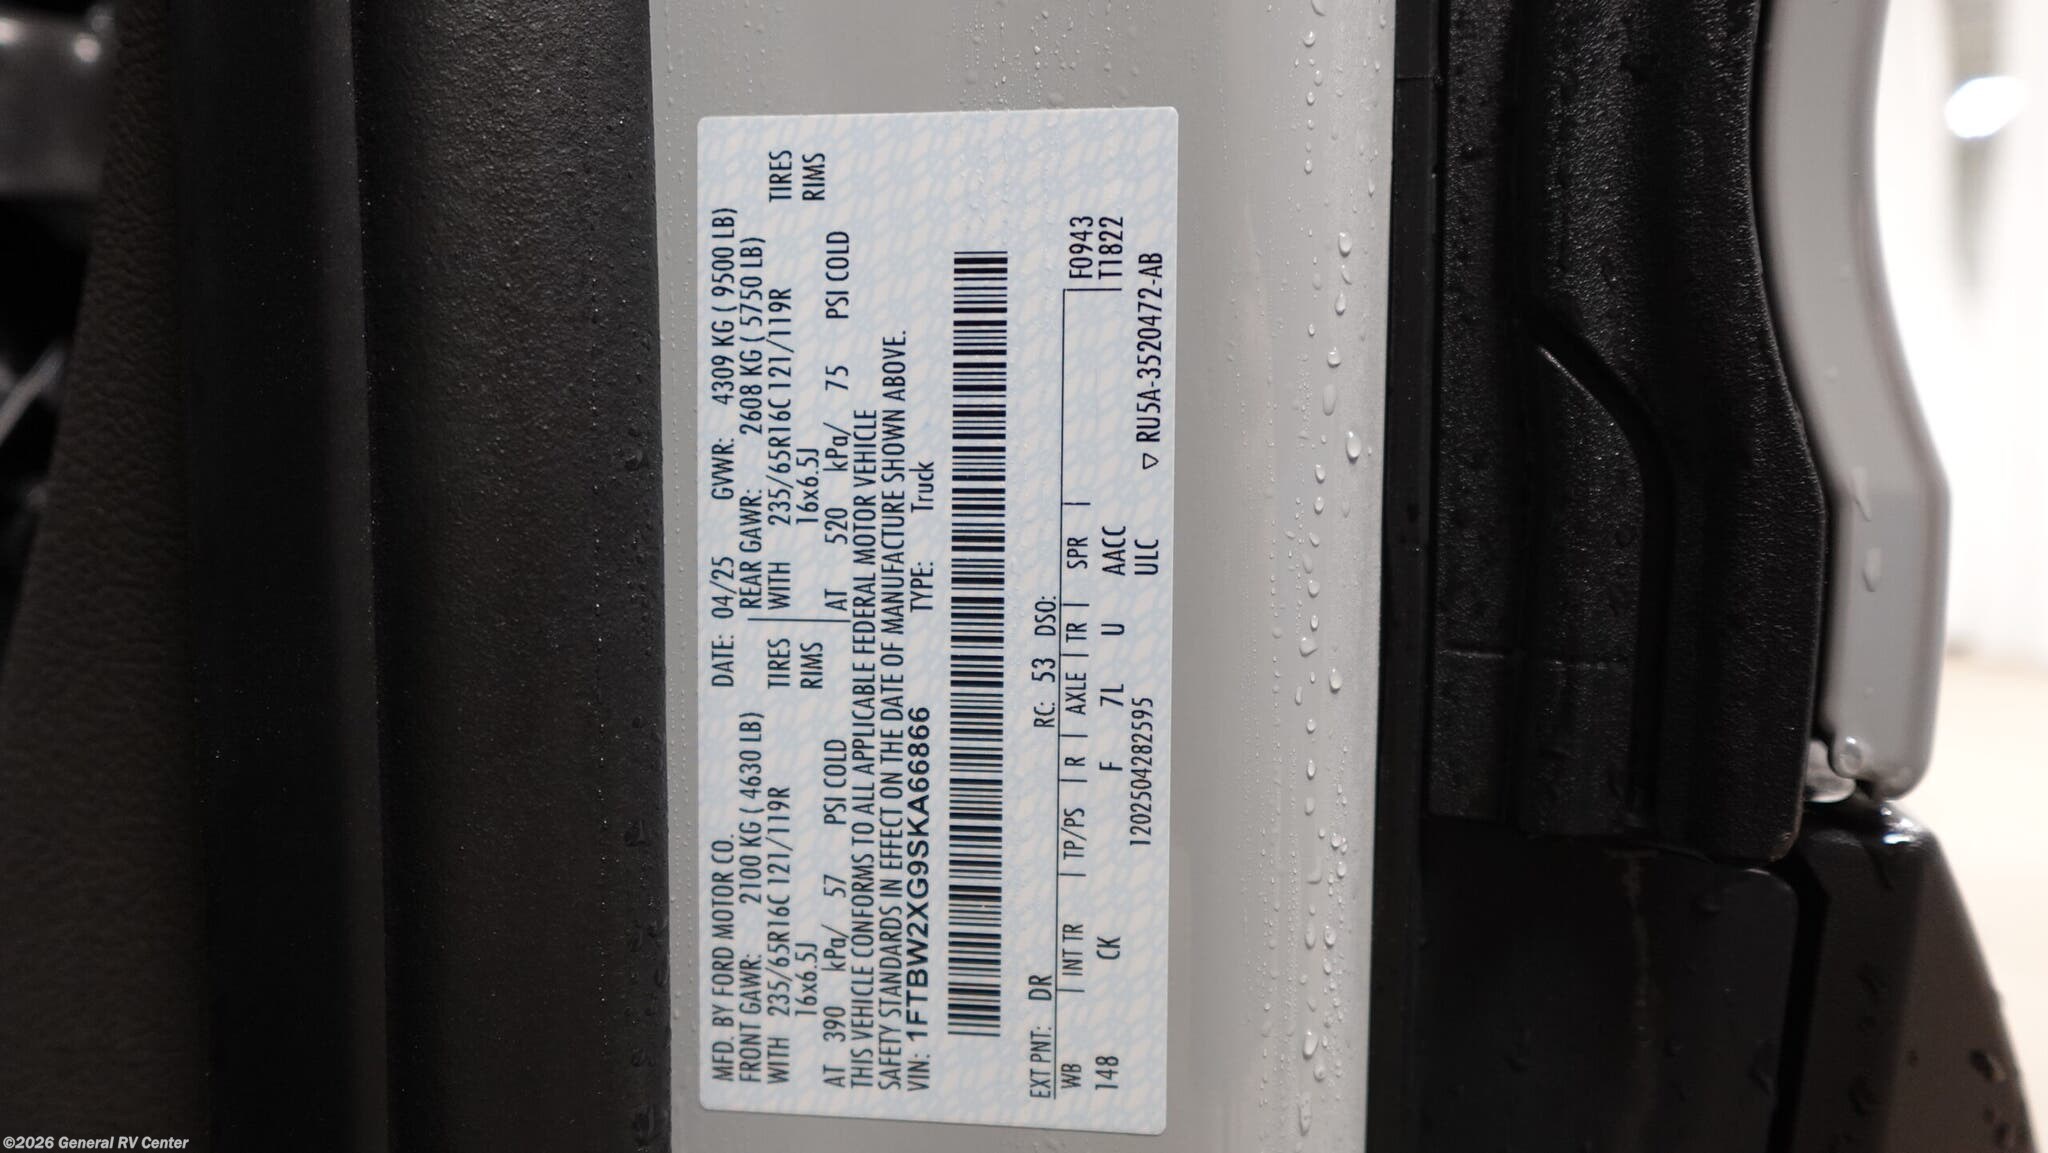 MFD. BY FORD MOTOR CO. DATE: 04/25 GVWR: 4309 KG ( 9500 LB)
FRONT GAWR: 2100 KG ( 4630 LB) REAR GAWR: 2608 KG ( 5750 LB)
WITH 235/65R16C 121/119R TIRES WITH 235/65R16C 121/119R TIRES
16x6.5J RIMS 16x6.5J RIMS
AT 390 kPa/ 57 PSI COLD AT 520 kPa/ 75 PSI COLD
THIS VEHICLE CONFORMS TO ALL APPLICABLE FEDERAL MOTOR VEHICLE
SAFETY STANDARDS IN EFFECT ON THE DATE OF MANUFACTURE SHOWN ABOVE.
VIN: 1FTBW2XG9SKA66866 TYPE: Truck
EXT PNT: DR RC: 53 DSO:
WB INT TR TP/PS R AXLE TR SPR F0943
148 CK F 7L U AACC T1822
1202504282595 ULC ▽ RU5A-3520472-AB
©2026 General RV Center